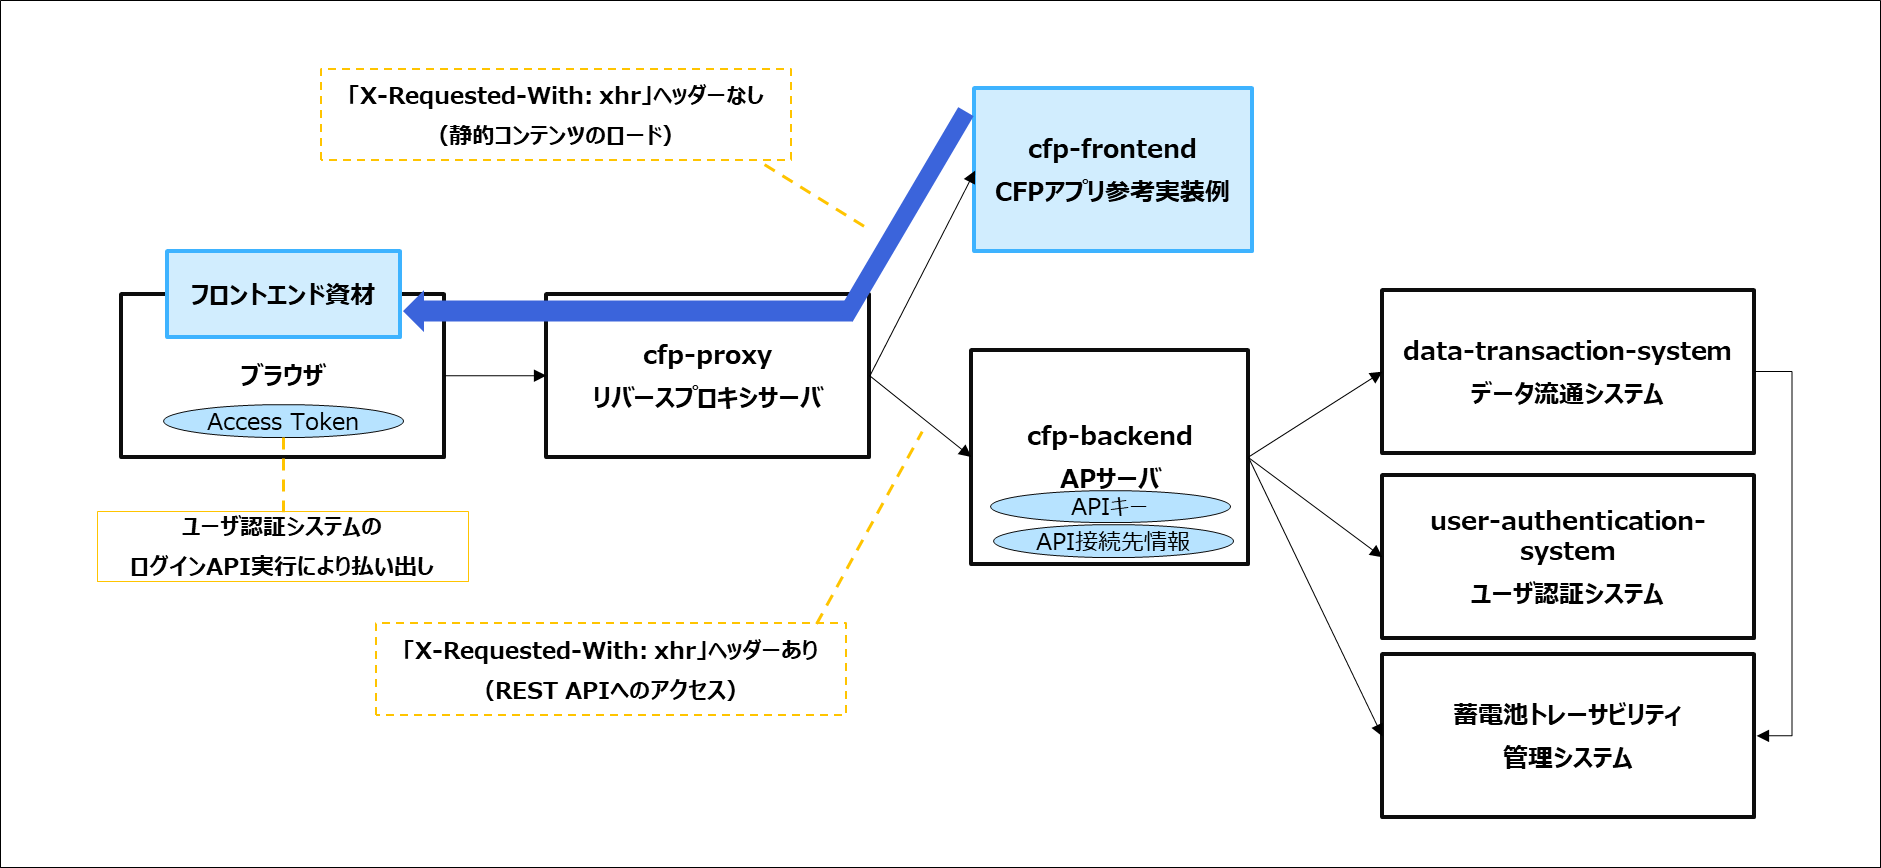 「X-Requested-With: xhr」ヘッダーなし
（静的コンテンツのロード）
cfp-frontend
CFPアプリ参考実装例
フロントエンド資材
ブラウザ
Access Token
cfp-proxy
リバースプロキシサーバ
cfp-backend
APサーバ
APIキー
API接続先情報
data-transaction-system
データ流通システム
user-authentication-
system
ユーザ認証システム
蓄電池トレーサビリティ
管理システム
ユーザ認証システムの
ログインAPI実行により払い出し
「X-Requested-With: xhr」ヘッダーあり
（REST APIへのアクセス）